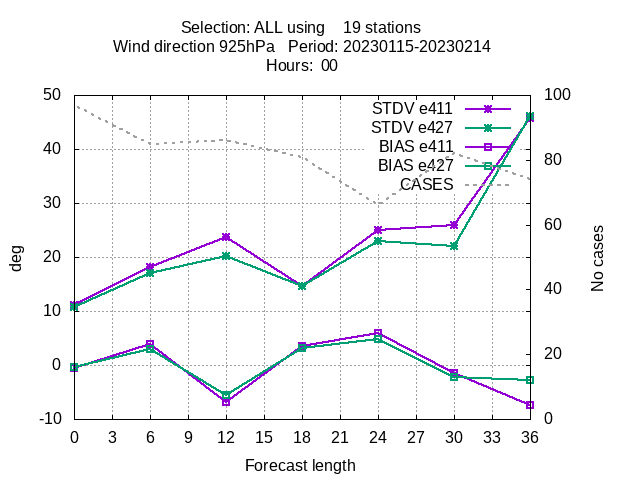 Selection: ALL using    19 stations
Wind direction 925hPa   Period: 20230115-20230214
Hours:  00
50
40
30
20
10
0
-10
deg
STDV e411
STDV e427
BIAS e411
BIAS e427
CASES
100
80
60
40
20
0
No cases
0 3 6 9 12 15 18 21 24 27 30 33 36
Forecast length